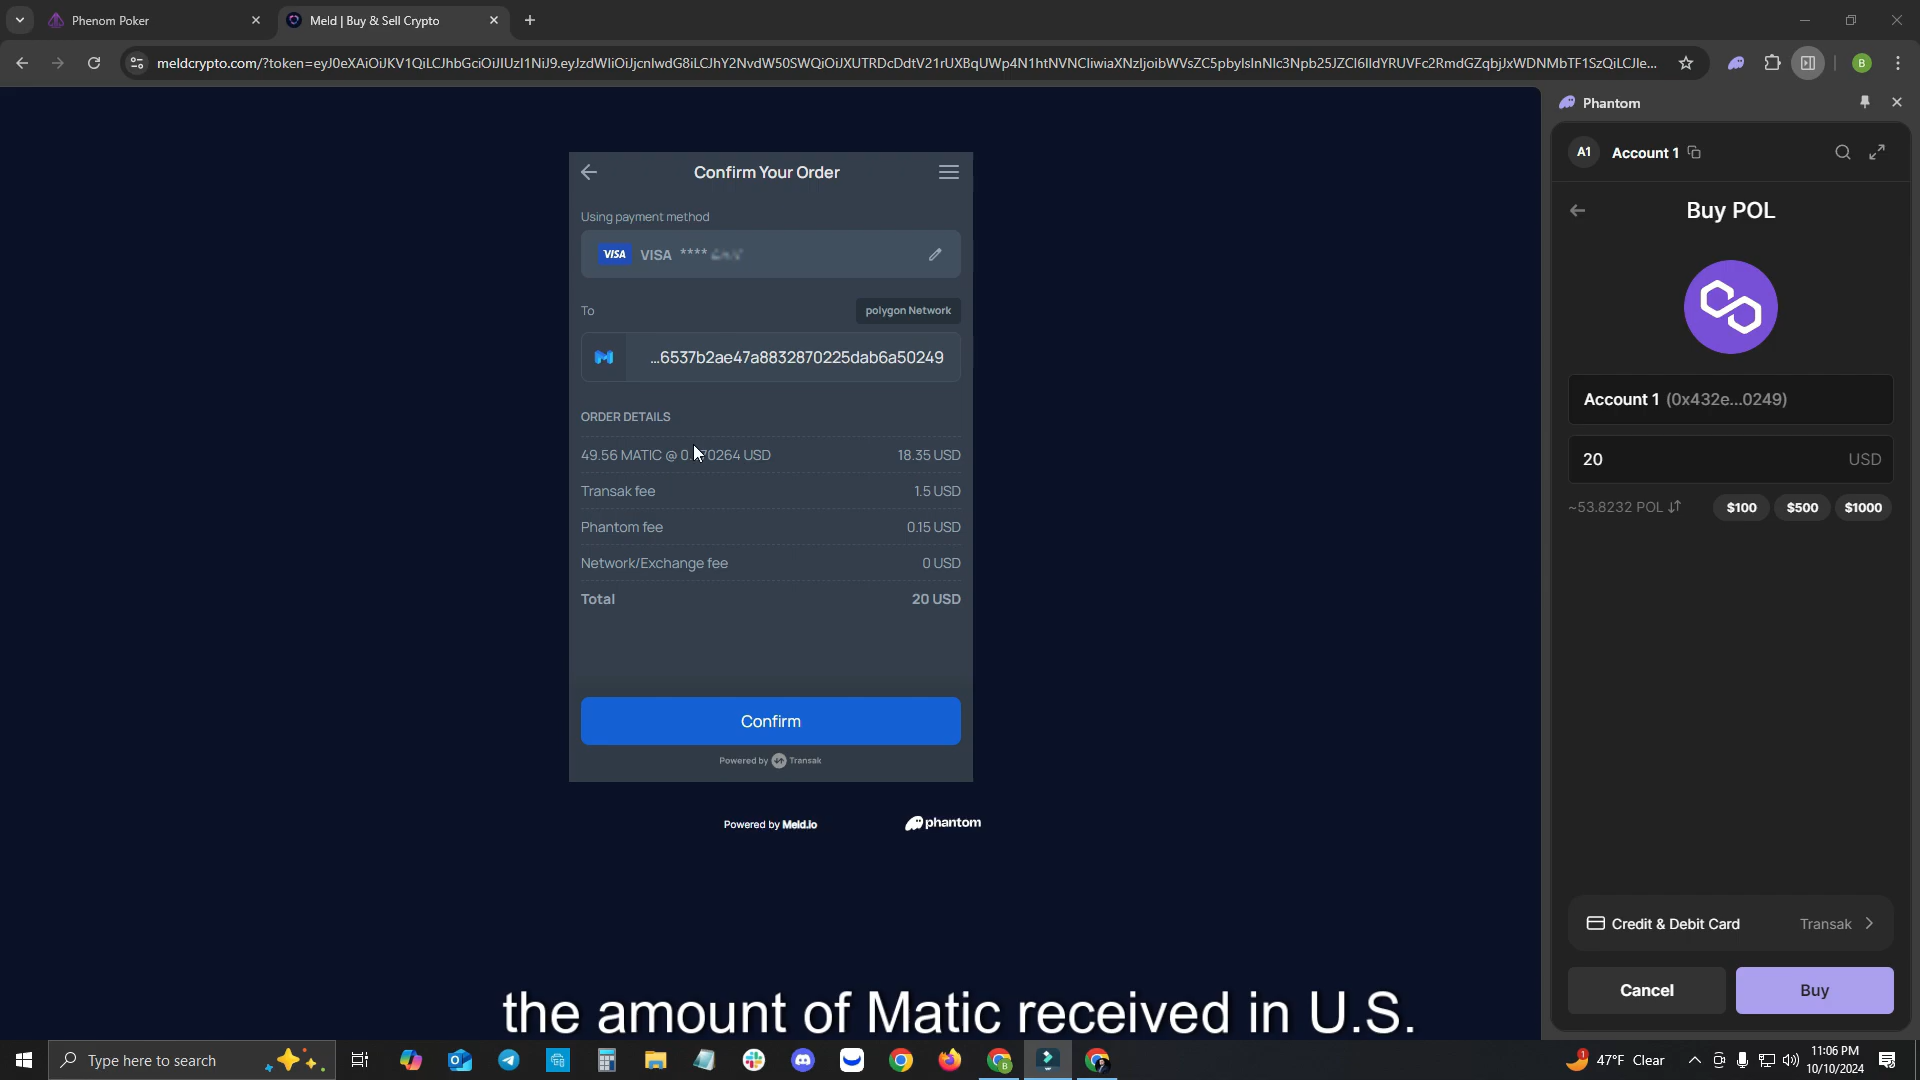 Phenom Poker
Meld | Buy & Sell Crypto
meldcrypto.com/?token=
Phantom
A1
Account 1
Buy POL
Account 1 (0x432e...0249)
20
USD
~53.8232 POL
$100
$500
$1000
Credit & Debit Card
Transak
Cancel
Buy
Confirm Your Order
Using payment method
VISA
VISA ****
To
polygon Network
...6537b2ae47a8832870225dab6a50249
ORDER DETAILS
49.56 MATIC @ USD
18.35 USD
Transak fee
1.5 USD
Phantom fee
0.15 USD
Network/Exchange fee
0 USD
Total
20 USD
Confirm
Powered by Transak
Powered by Meld.io
phantom
the amount of Matic received in U.S.
Type here to search
47°F Clear
11:06 PM
10/10/2024